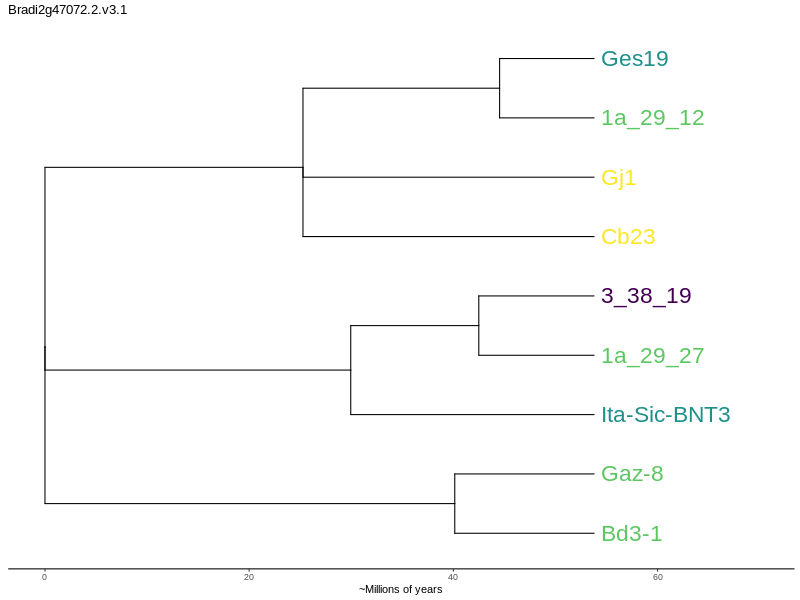 Bradi2g47072.2.v3.1
Ges19
1a_29_12
Gj1
Cb23
3_38_19
1a_29_27
Ita-Sic-BNT3
Gaz-8
Bd3-1
0 20 40 60
~Millions of years